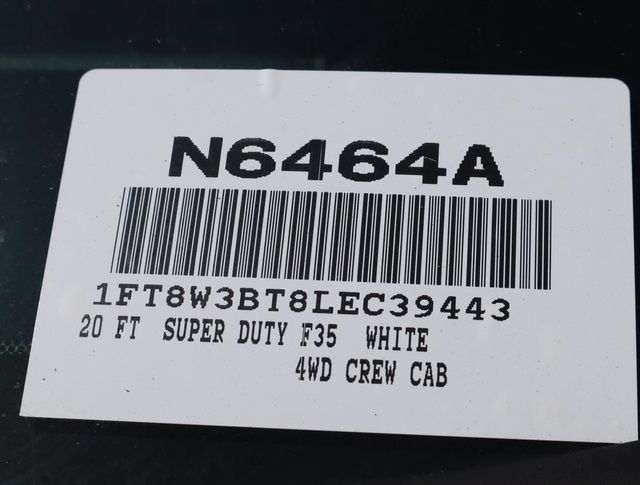 N6464A
1FT8W3BT8LEC39443
20 FT SUPER DUTY F35 WHITE
4WD CREW CAB